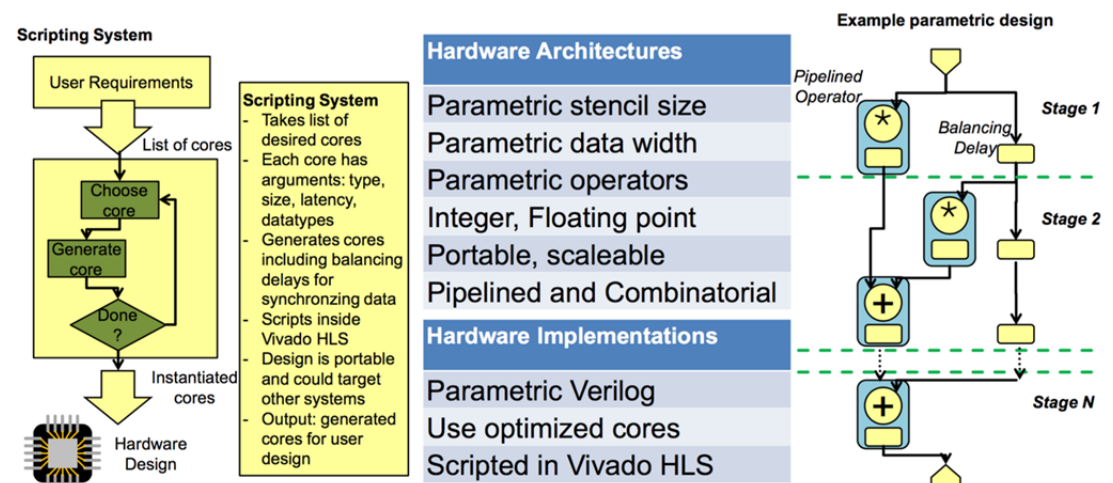 Scripting System
User Requirements
List of cores
Choose
core
Generate
core
Done
?
Instantiated
cores
Hardware
Design
Scripting System
- Takes list of
desired cores
- Each core has
arguments: type,
size, latency,
datatypes
- Generates cores
including balancing
delays for
synchronzing data
- Scripts inside
Vivado HLS
- Design is portable
and could target
other systems
- Output: generated
cores for user
design
Hardware Architectures
Parametric stencil size
Parametric data width
Parametric operators
Integer, Floating point
Portable, scaleable
Pipelined and Combinatorial
Hardware Implementations
Parametric Verilog
Use optimized cores
Scripted in Vivado HLS
Example parametric design
Pipelined
Operator
*
Stage 1
Balancing
Delay
*
Stage 2
+
+
Stage N